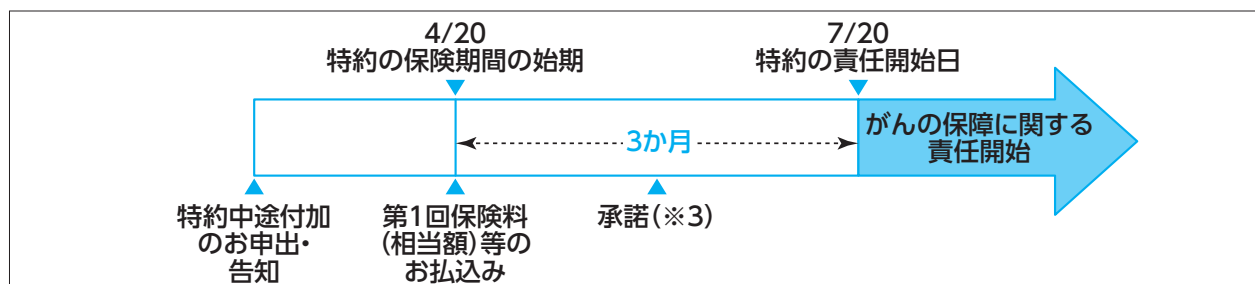 4/20
特約の保険期間の始期
7/20
特約の責任開始日
3か月
がんの保障に関する
責任開始
特約中途付加
のお申出・
告知
第1回保険料
(相当額)等の
お払込み
承諾(※3)